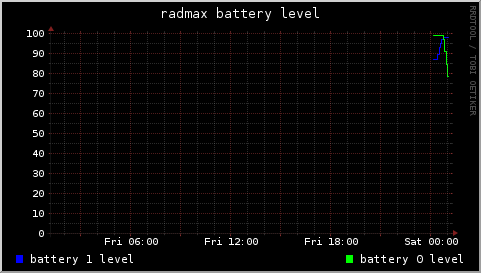 radmax battery level
RRDTOOL / TOBI OETIKER
100
90
80
70
60
50
40
30
20
10
0
Fri 06:00 Fri 12:00 Fri 18:00 Sat 00:00
battery 1 level battery 0 level